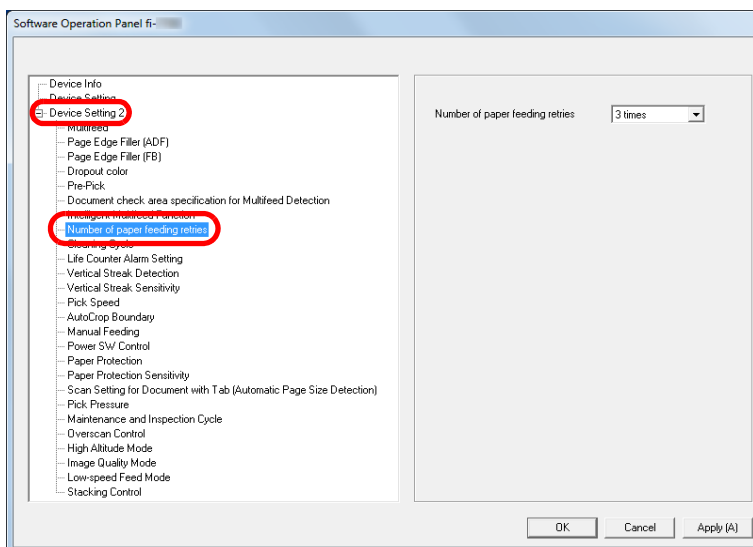 Software Operation Panel fi-
Device Info
Device Setting
Device Setting 2
Multifeed
Page Edge Filler (ADF)
Page Edge Filler (FB)
Dropout color
Pre-Pick
Document check area specification for Multifeed Detection
Intelligent Multifeed Function
Number of paper feeding retries
Cleaning Cycle
Life Counter Alarm Setting
Vertical Streak Detection
Vertical Streak Sensitivity
Pick Speed
AutoCrop Boundary
Manual Feeding
Power SW Control
Paper Protection
Paper Protection Sensitivity
Scan Setting for Document with Tab (Automatic Page Size Detection)
Pick Pressure
Maintenance and Inspection Cycle
Overscan Control
High Altitude Mode
Image Quality Mode
Low-speed Feed Mode
Stacking Control
Number of paper feeding retries 3 times
OK Cancel Apply (A)